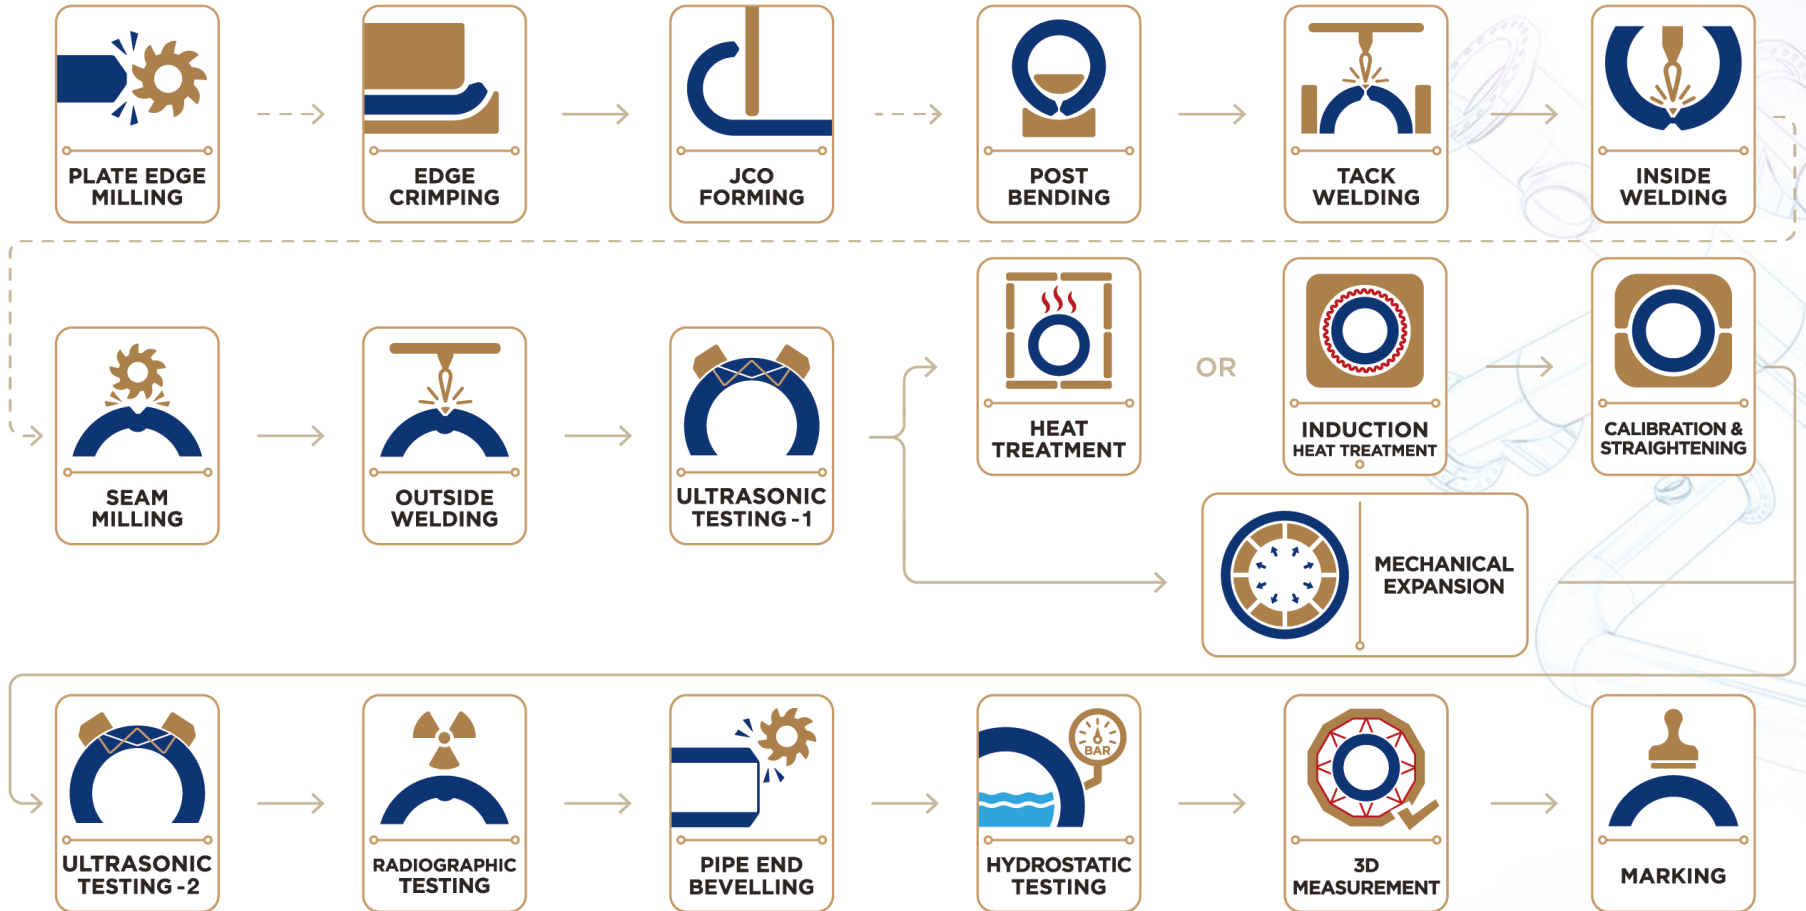 PLATE EDGE
MILLING
EDGE
CRIMPING
JCO
FORMING
POST
BENDING
TACK
WELDING
INSIDE
WELDING
SEAM
MILLING
OUTSIDE
WELDING
ULTRASONIC
TESTING -1
HEAT
TREATMENT
OR
INDUCTION
HEAT TREATMENT
CALIBRATION &
STRAIGHTENING
MECHANICAL
EXPANSION
ULTRASONIC
TESTING -2
RADIOGRAPHIC
TESTING
PIPE END
BEVELLING
BAR
HYDROSTATIC
TESTING
3D
MEASUREMENT
MARKING